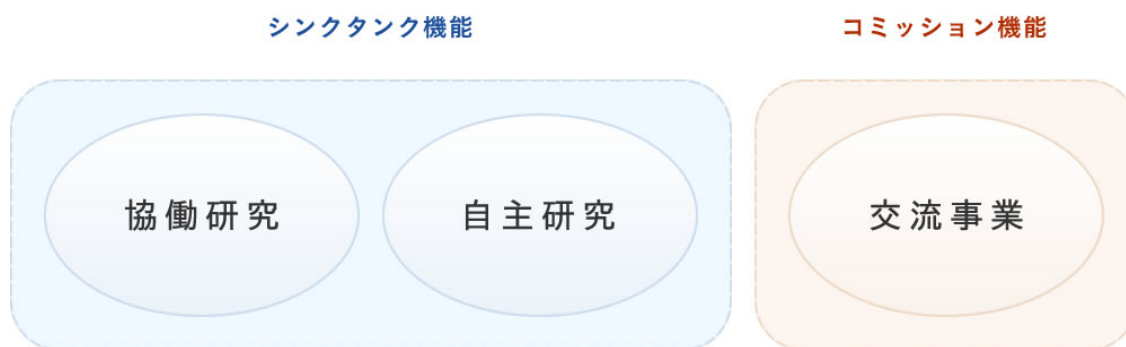 シンクタンク機能
コミッション機能
協働研究
自主研究
交流事業